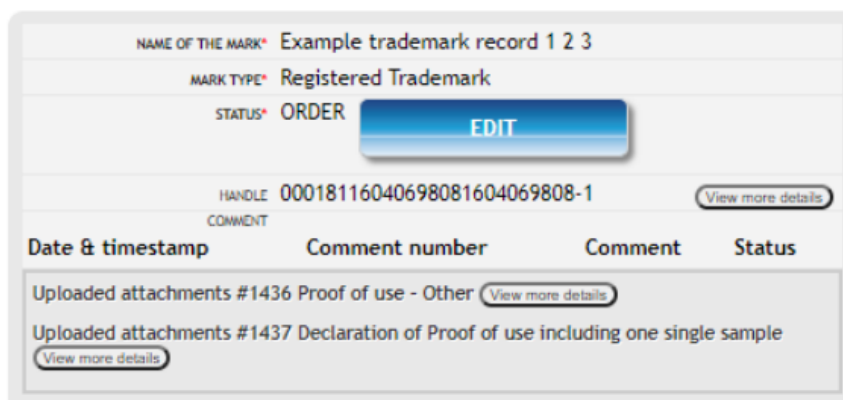 NAME OF THE MARK* Example trademark record 1 2 3
MARK TYPE* Registered Trademark
STATUS* ORDER EDIT
HANDLE 00018116040698081604069808-1 View more details
COMMENT
Date & timestamp Comment number Comment Status
Uploaded attachments #1436 Proof of use - Other View more details
Uploaded attachments #1437 Declaration of Proof of use including one single sample
View more details